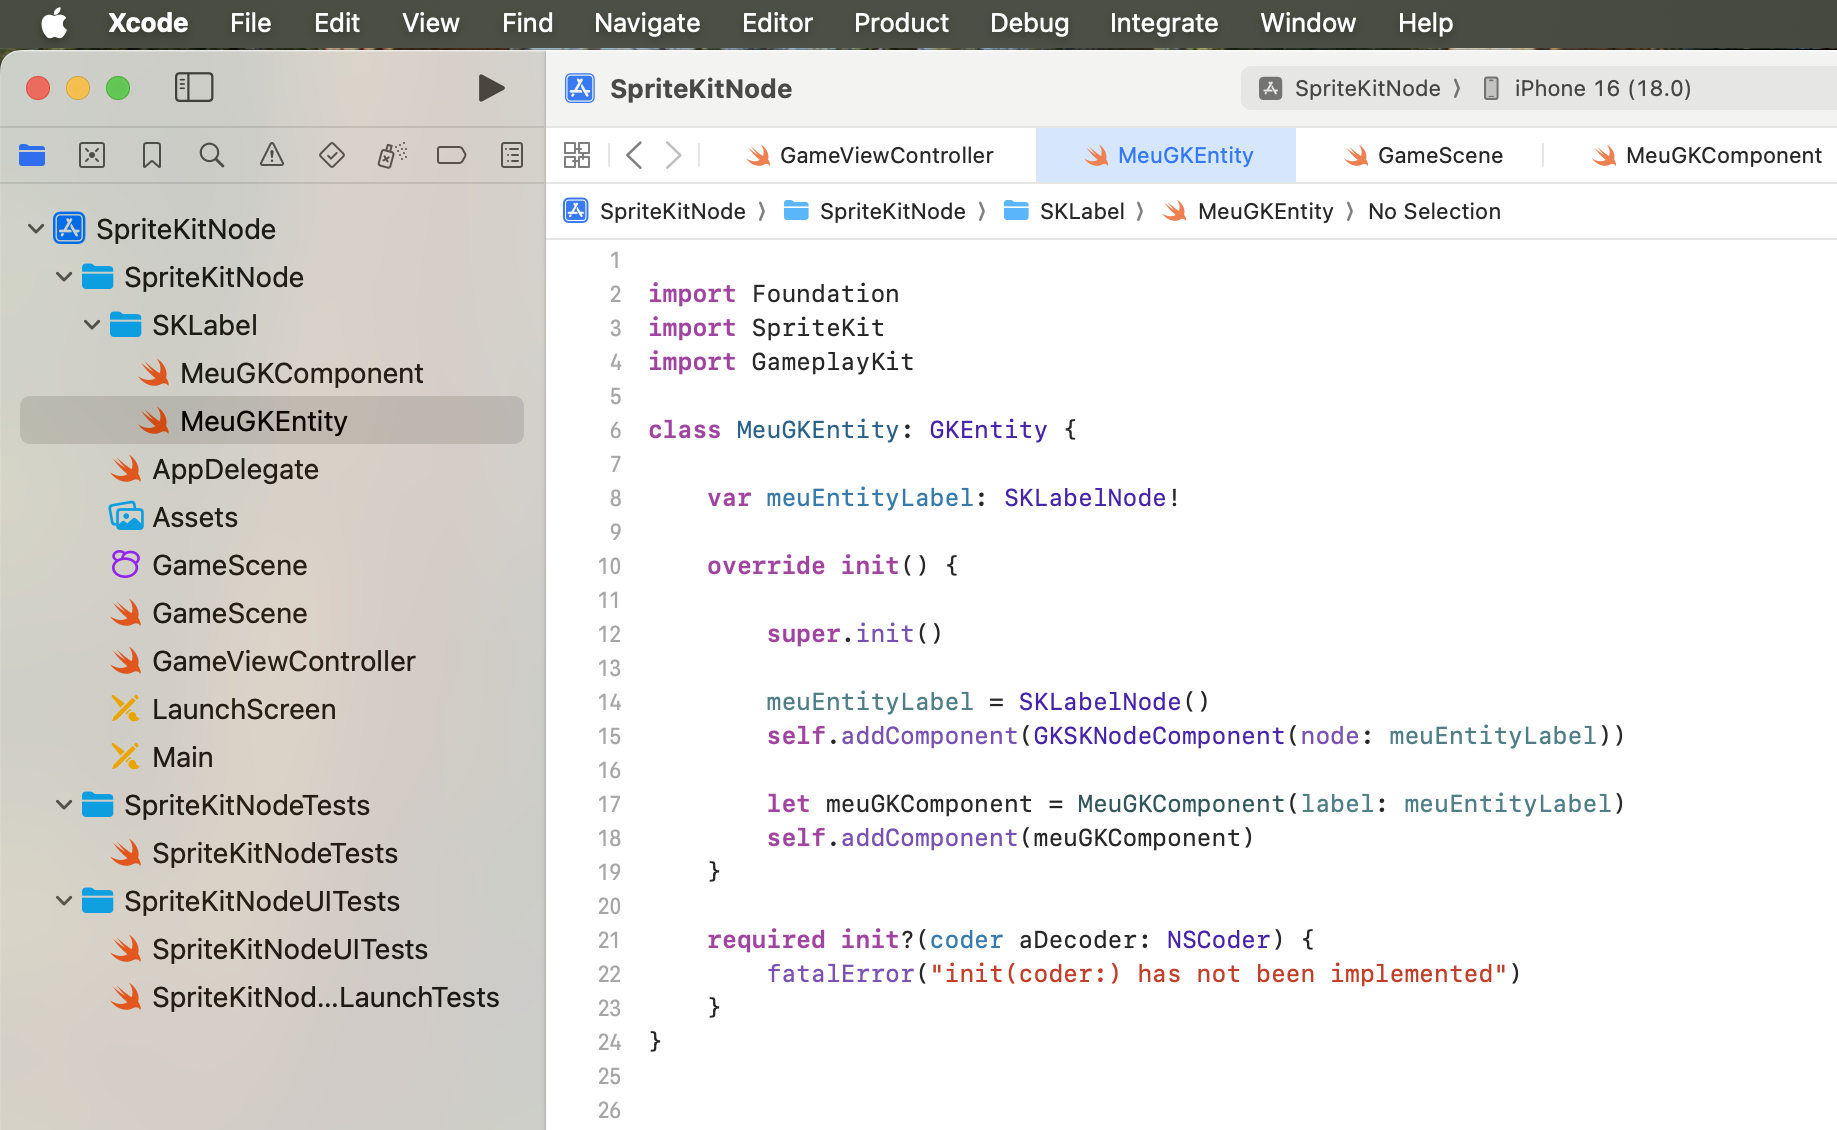 Xcode File Edit View Find Navigate Editor Product Debug Integrate Window Help
SpriteKitNode
SpriteKitNode 〉 iPhone 16 (18.0)
GameViewController MeuGKEntity GameScene MeuGKComponent
SpriteKitNode 〉 SpriteKitNode 〉 SKLabel 〉 MeuGKEntity 〉 No Selection
SpriteKitNode
SpriteKitNode
SKLabel
MeuGKComponent
MeuGKEntity
AppDelegate
Assets
GameScene
GameScene
GameViewController
LaunchScreen
Main
SpriteKitNodeTests
SpriteKitNodeTests
SpriteKitNodeUITests
SpriteKitNodeUITests
SpriteKitNod...LaunchTests
1
2 import Foundation
3 import SpriteKit
4 import GameplayKit
5
6 class MeuGKEntity: GKEntity {
7
8 var meuEntityLabel: SKLabelNode!
9
10 override init() {
11
12 super.init()
13
14 meuEntityLabel = SKLabelNode()
15 self.addComponent(GKSKNodeComponent(node: meuEntityLabel))
16
17 let meuGKComponent = MeuGKComponent(label: meuEntityLabel)
18 self.addComponent(meuGKComponent)
19 }
20
21 required init?(coder aDecoder: NSCoder) {
22 fatalError("init(coder:) has not been implemented")
23 }
24 }
25
26